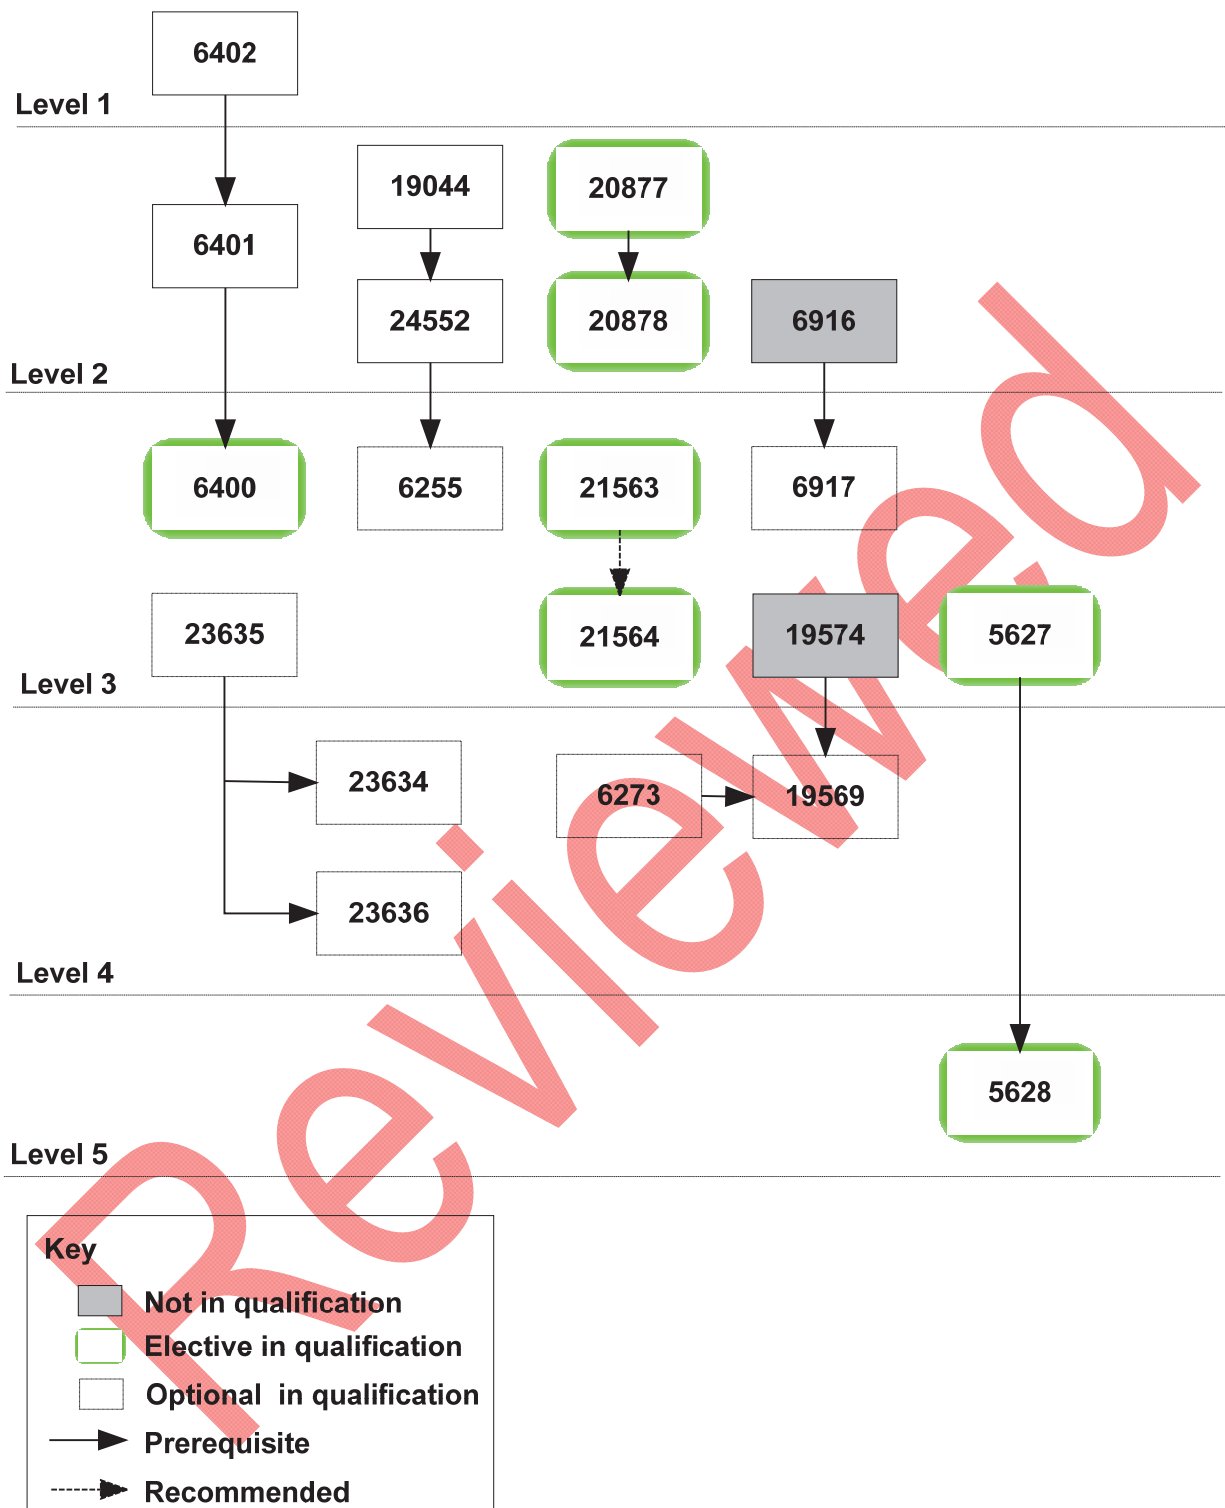 6402
Level 1
19044
20877
6401
24552
20878
6916
Level 2
6400
6255
21563
6917
23635
21564
19574
5627
Level 3
23634
6273
19569
23636
Level 4
5628
Level 5
Key
Not in qualification
Elective in qualification
Optional in qualification
Prerequisite
Recommended
Reviewed